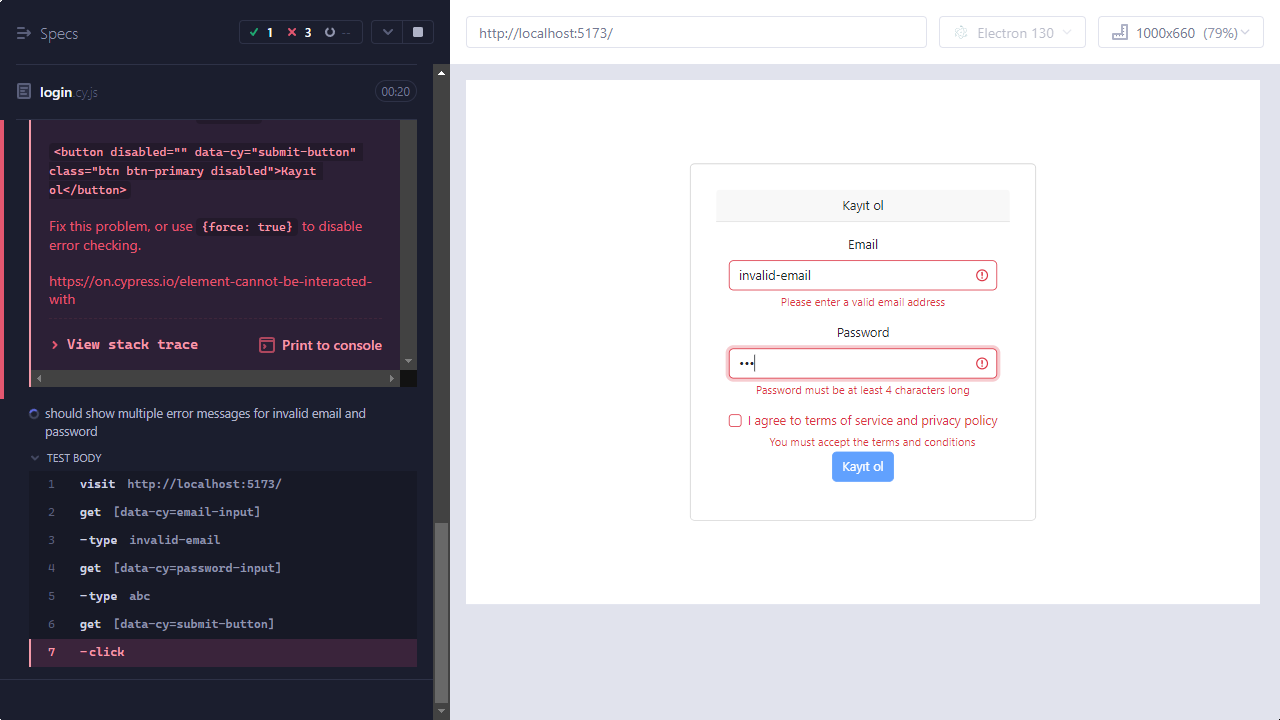 Specs
1
3
--
http://localhost:5173/
Electron 130
1000x660 (79%)
login.cy.js
00:20
<button disabled="" data-cy="submit-button"
class="btn btn-primary disabled">Kayıt
ol</button>
Fix this problem, or use {force: true} to disable
error checking.
https://on.cypress.io/element-cannot-be-interacted-
with
View stack trace
Print to console
should show multiple error messages for invalid email and
password
TEST BODY
1 visit http://localhost:5173/
2 get [data-cy=email-input]
3 -type invalid-email
4 get [data-cy=password-input]
5 -type abc
6 get [data-cy=submit-button]
7 -click
Kayıt ol
Email
invalid-email
Please enter a valid email address
Password
•••
Password must be at least 4 characters long
I agree to terms of service and privacy policy
You must accept the terms and conditions
Kayıt ol